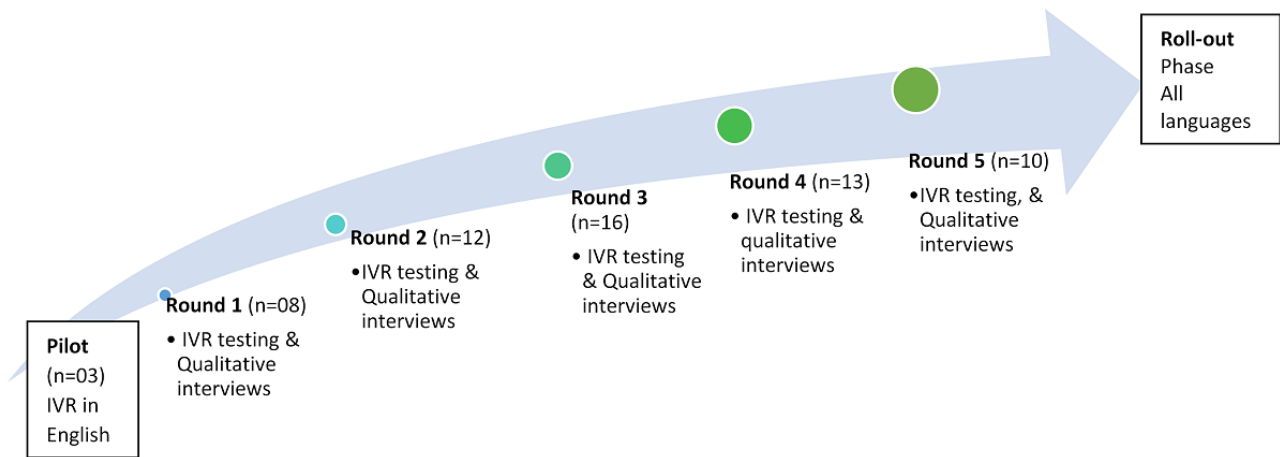 Pilot
(n=03)
IVR in
English
Round 1 (n=08)
• IVR testing &
Qualitative
interviews
Round 2 (n=12)
•IVR testing &
Qualitative
interviews
Round 3
(n=16)
• IVR testing
& Qualitative
interviews
Round 4 (n=13)
• IVR testing &
qualitative
interviews
Round 5 (n=10)
•IVR testing, &
Qualitative
interviews
Roll-out
Phase
All
languages